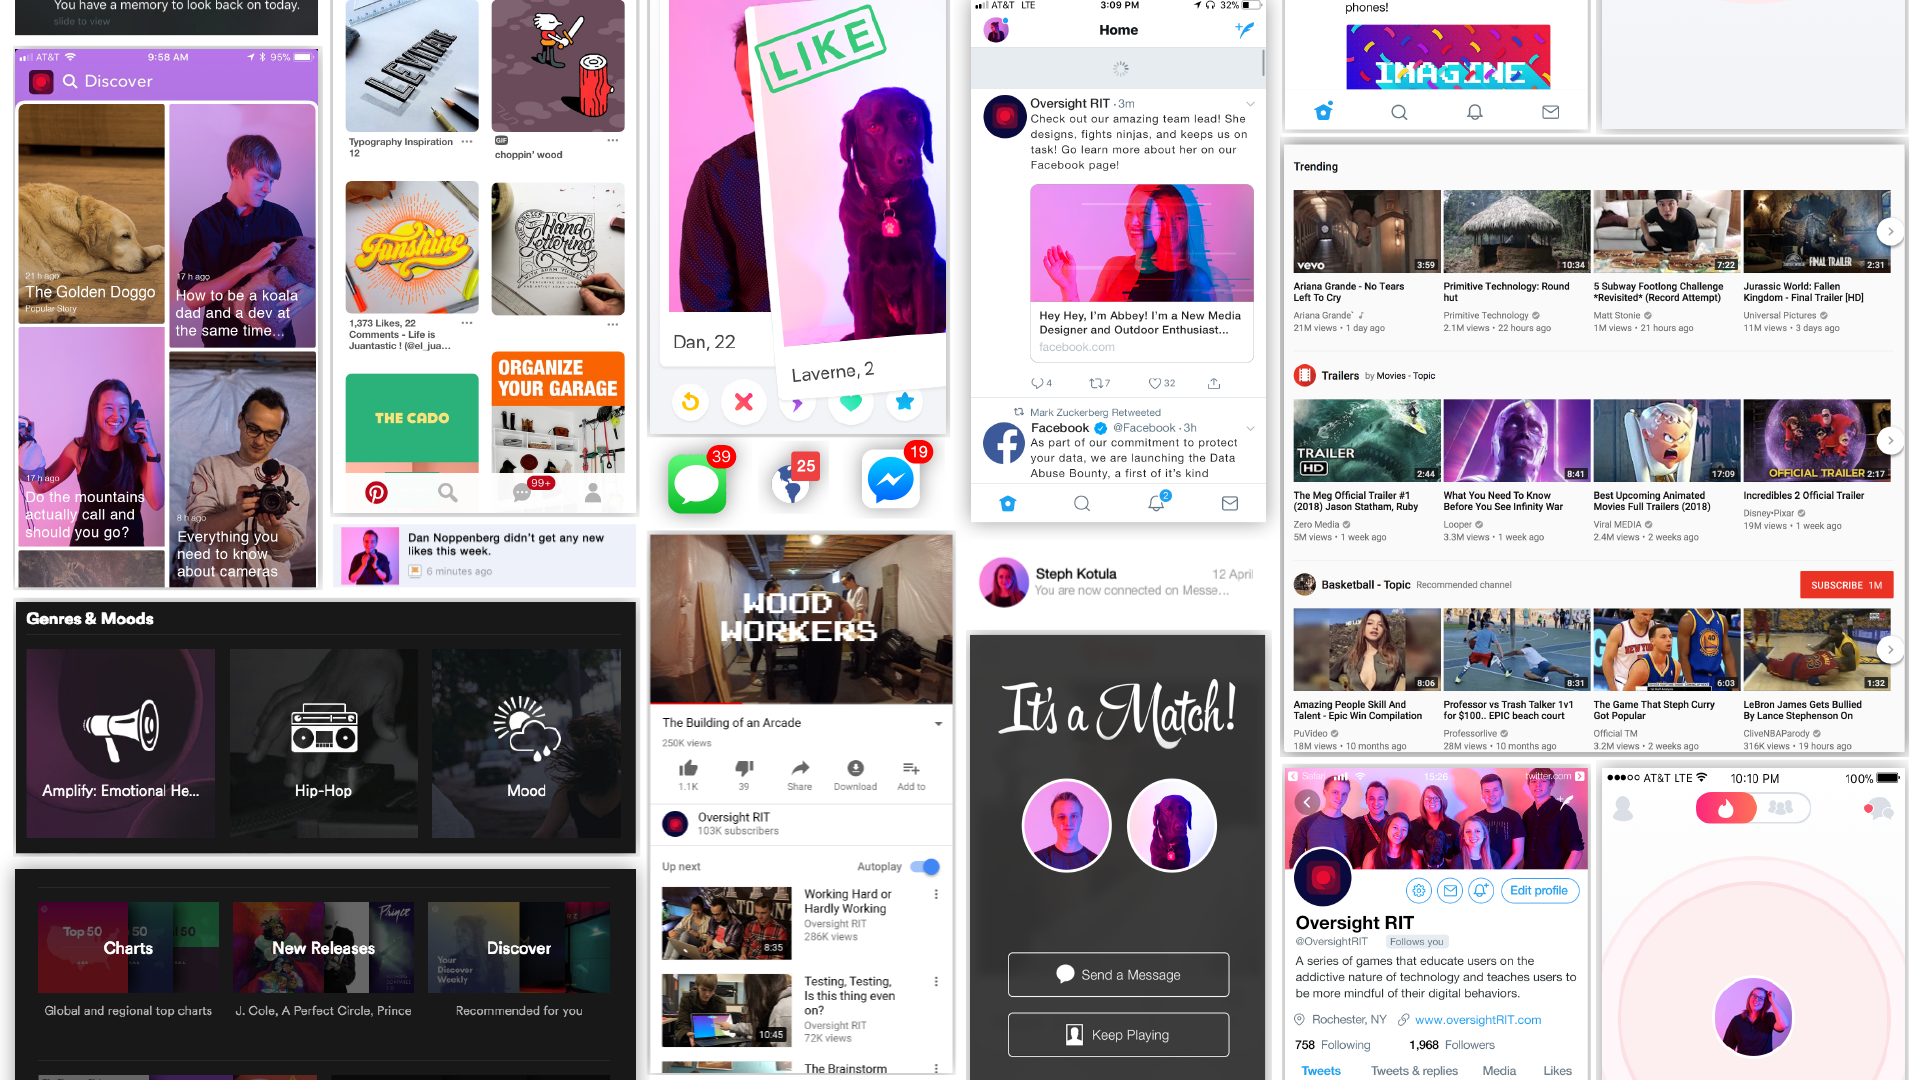 You have a memory to look back on today.
slide to view
AT&T
9:58 AM
95%
Discover
21 h ago
The Golden Doggo
Popular Story
17 h ago
How to be a koala
dad and a dev at
the same time...
17 h ago
Do the mountains
actually call and
should you go?
8 h ago
Everything you
need to know
about cameras
Genres & Moods
Amplify: Emotional He...
Hip-Hop
Mood
Top 50
50
al 50
Charts
Global and regional top charts
New Releases
Prince
J. Cole, A Perfect Circle, Prince
Your
Discover
Weekly
Discover
Recommended for you
LEVITATE
Typography Inspiration
12
GIF
choppin' wood
Funshine
1,373 Likes, 22
Comments - Life is
Juantastic ! (@el_jua...
Hand
Lettering
ORGANIZE
YOUR GARAGE
THE CADO
99+
Dan Noppenberg didn't get any new
likes this week.
6 minutes ago
LIKE
Dan, 22
Laverne, 2
39
25
19
WOOD
WORKERS
The Building of an Arcade
250K views
1.1K
39
Share
Download
Add to
Oversight RIT
103K subscribers
Up next
Autoplay
Working Hard or
Hardly Working
Oversight RIT
286K views
8:35
Testing, Testing,
Is this thing even
on?
Oversight RIT
72K views
10:45
The Brainstorm
AT&T LTE
3:09 PM
32%
Home
Oversight RIT · 3m
Check out our amazing team lead! She
designs, fights ninjas, and keeps us on
task! Go learn more about her on our
Facebook page!
Hey Hey, I'm Abbey! I'm a New Media
Designer and Outdoor Enthusiast...
facebook.com
4
7
32
Mark Zuckerberg Retweeted
Facebook @Facebook · 3h
As part of our commitment to protect
your data, we are launching the Data
Abuse Bounty, a first of it's kind
2
Steph Kotula
12 April
You are now connected on Messe...
It's a Match!
Send a Message
Keep Playing
phones!
IMAGINE
Trending
vevo
3:59
10:34
7:22
FINAL TRAILER
2:31
Ariana Grande - No Tears
Left To Cry
Ariana Grande
21M views • 1 day ago
Primitive Technology: Round
hut
Primitive Technology
2.1M views • 22 hours ago
5 Subway Footlong Challenge
*Revisited* (Record Attempt)
Matt Stonie
1M views • 21 hours ago
Jurassic World: Fallen
Kingdom - Final Trailer [HD]
Universal Pictures
11M views • 3 days ago
Trailers by Movies - Topic
TRAILER
HD
2:44
8:41
17:09
OFFICIAL TRAILER
2:17
The Meg Official Trailer #1
(2018) Jason Statham, Ruby
Zero Media
5M views • 1 week ago
What You Need To Know
Before You See Infinity War
Looper
3.3M views • 1 week ago
Best Upcoming Animated
Movies Full Trailers (2018)
Viral MEDIA
2.4M views • 2 weeks ago
Incredibles 2 Official Trailer
Disney•Pixar
19M views • 1 week ago
Basketball - Topic Recommended channel
SUBSCRIBE 1M
8:06
8:31
NEW YORK
40
6:03
1:32
Amazing People Skill And
Talent - Epic Win Compilation
PuVideo
18M views • 10 months ago
Professor vs Trash Talker 1v1
for $100.. EPIC beach court
Professorlive
28M views • 10 months ago
The Game That Steph Curry
Got Popular
Official TM
3.2M views • 2 weeks ago
LeBron James Gets Bullied
By Lance Stephenson On
CliveNBAParody
316K views • 19 hours ago
Safari
15:26
twitter.com
Edit profile
Oversight RIT
@OversightRIT Follows you
A series of games that educate users on the
addictive nature of technology and teaches users to
be more mindful of their digital behaviors.
Rochester, NY www.oversightRIT.com
758 Following 1,968 Followers
Tweets Tweets & replies Media Likes
AT&T LTE
10:10 PM
100%